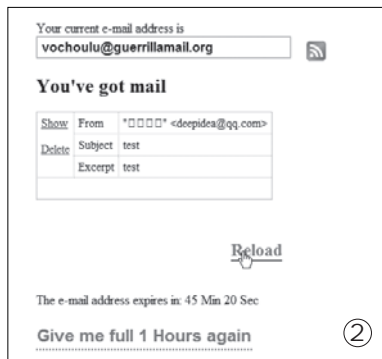 Your current e-mail address is
vochoulu@guerrillamail.org
You've got mail
Show From "□□□□" <deepidea@qq.com>
Delete Subject test
Excerpt test
Reload
The e-mail address expires in: 45 Min 20 Sec
Give me full 1 Hours again
②